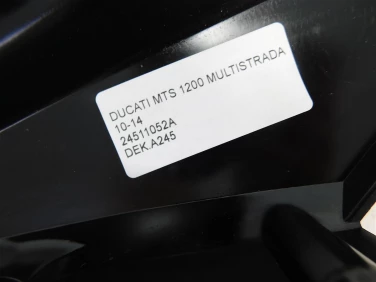 DUCATI MTS 1200 MULTISTRADA
10-14
24511052A
DEK.A245